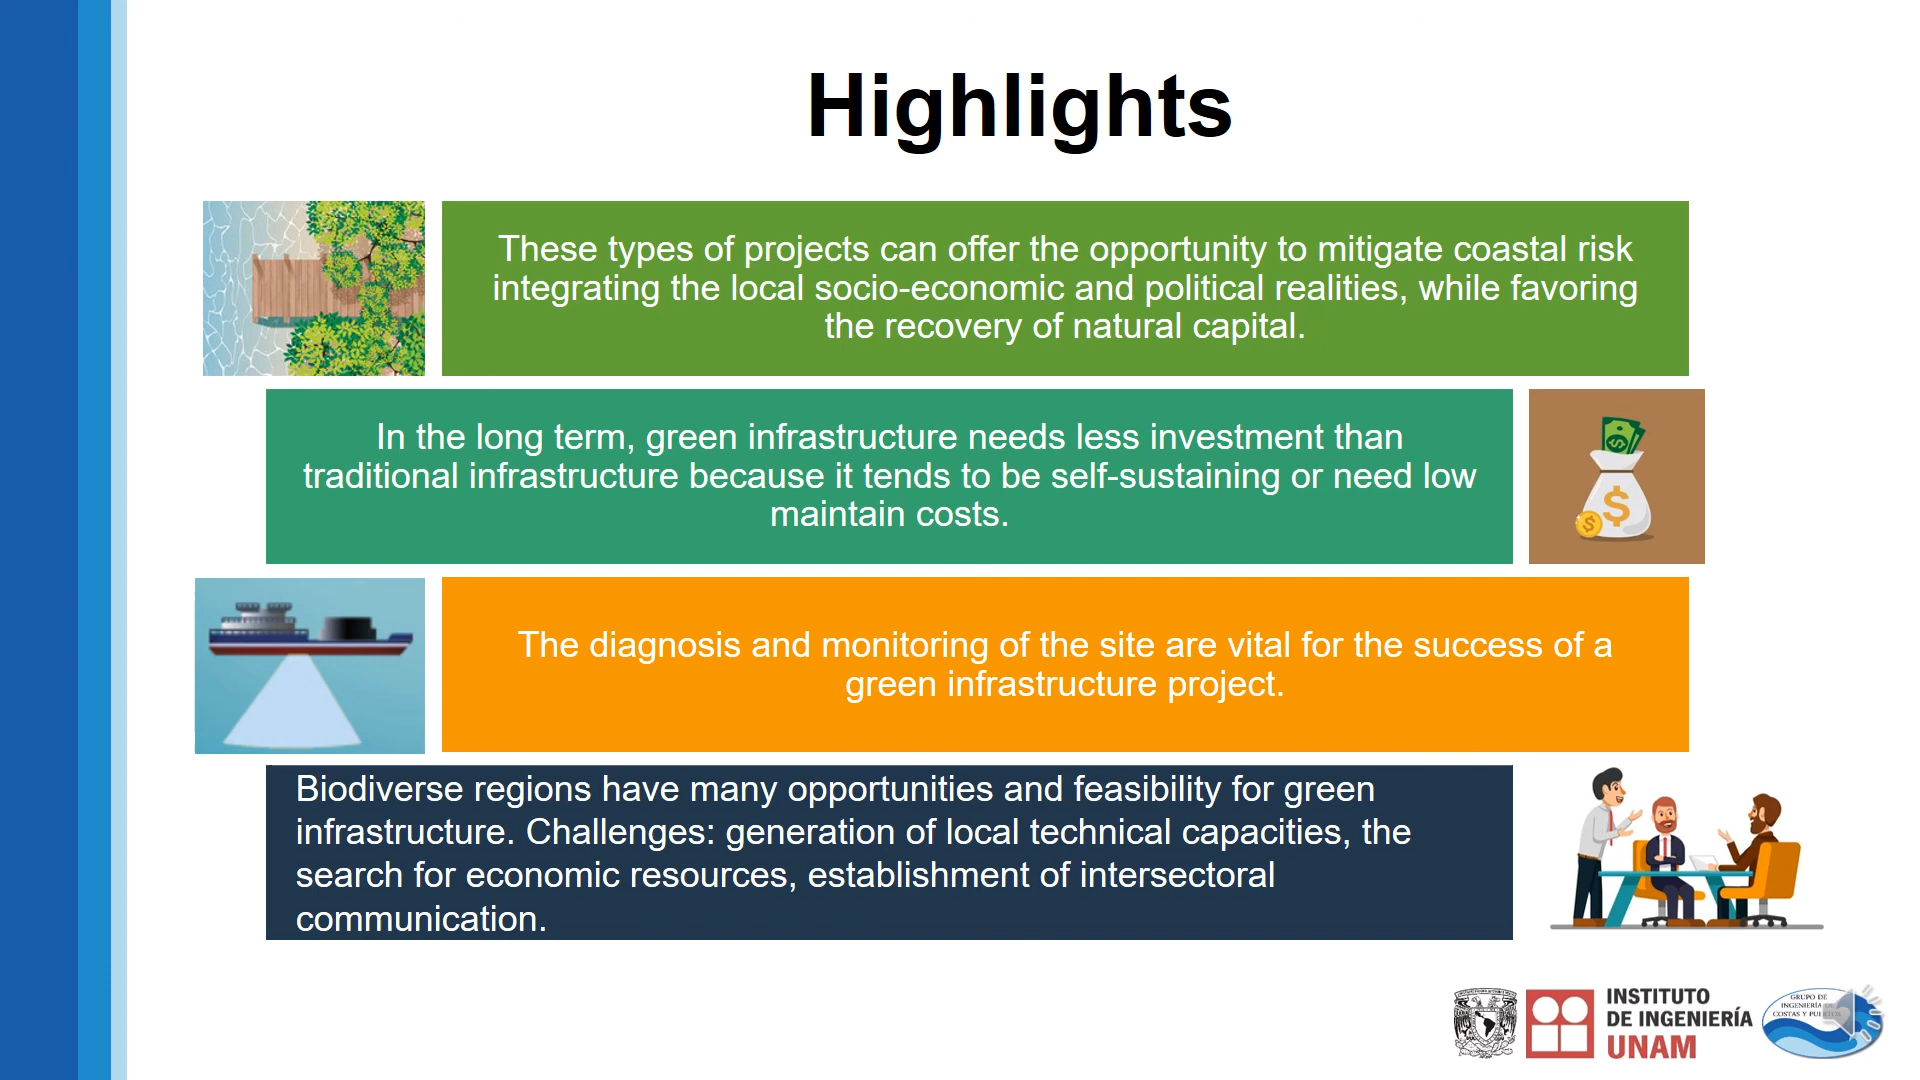 Highlights
These types of projects can offer the opportunity to mitigate coastal risk
integrating the local socio-economic and political realities, while favoring
the recovery of natural capital.
In the long term, green infrastructure needs less investment than
traditional infrastructure because it tends to be self-sustaining or need low
maintain costs.
The diagnosis and monitoring of the site are vital for the success of a
green infrastructure project.
Biodiverse regions have many opportunities and feasibility for green
infrastructure. Challenges: generation of local technical capacities, the
search for economic resources, establishment of intersectoral
communication.
INSTITUTO
DE INGENIERÍA
UNAM
GRUPO DE
INGENIERÍA
COSTAS Y